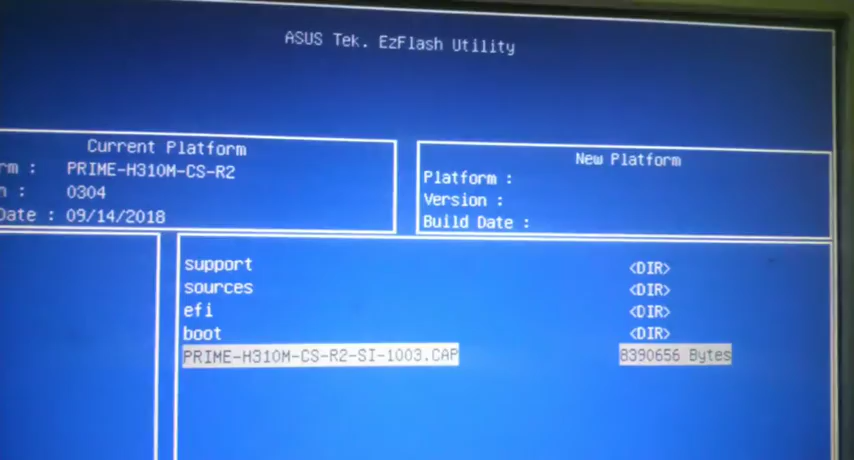 ASUS Tek. EzFlash Utility
Current Platform
rm : PRIME-H310M-CS-R2
n : 0304
Date : 09/14/2018
New Platform
Platform :
Version :
Build Date :
support <DIR>
sources <DIR>
efi <DIR>
boot <DIR>
PRIME-H310M-CS-R2-SI-1003.CAP 8390656 Bytes